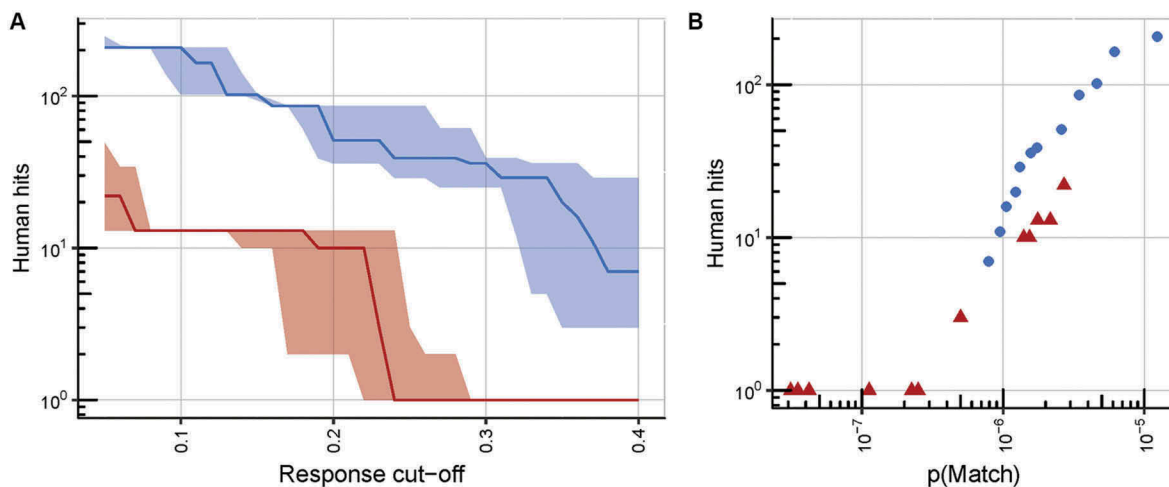 A
B
Human hits
10²
10¹
10⁰
0.1
0.2
0.3
0.4
Response cut-off
Human hits
10²
10¹
10⁰
10⁻⁷
10⁻⁶
10⁻⁵
p(Match)